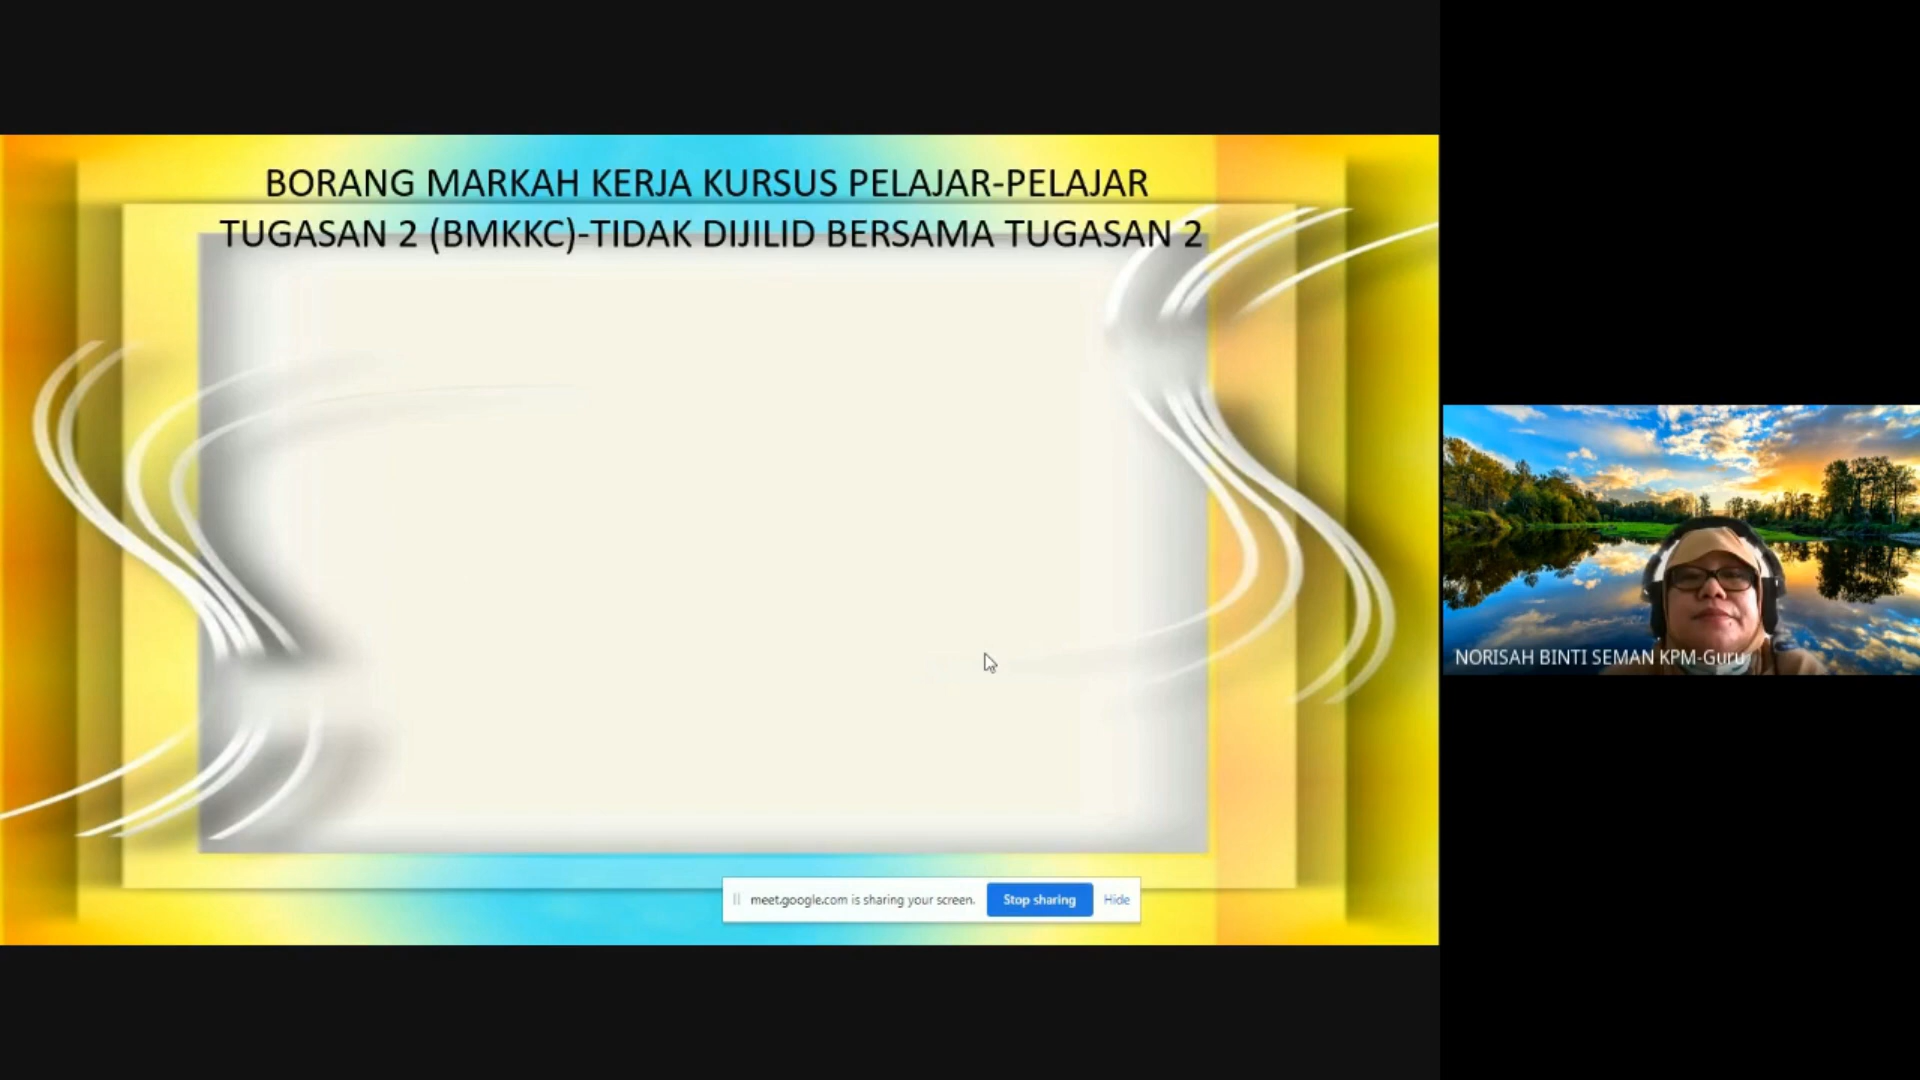 BORANG MARKAH KERJA KURSUS PELAJAR-PELAJAR
TUGASAN 2 (BMKKC)-TIDAK DIJILID BERSAMA TUGASAN 2
meet.google.com is sharing your screen. Stop sharing Hide
NORISAH BINTI SEMAN KPM-Guru